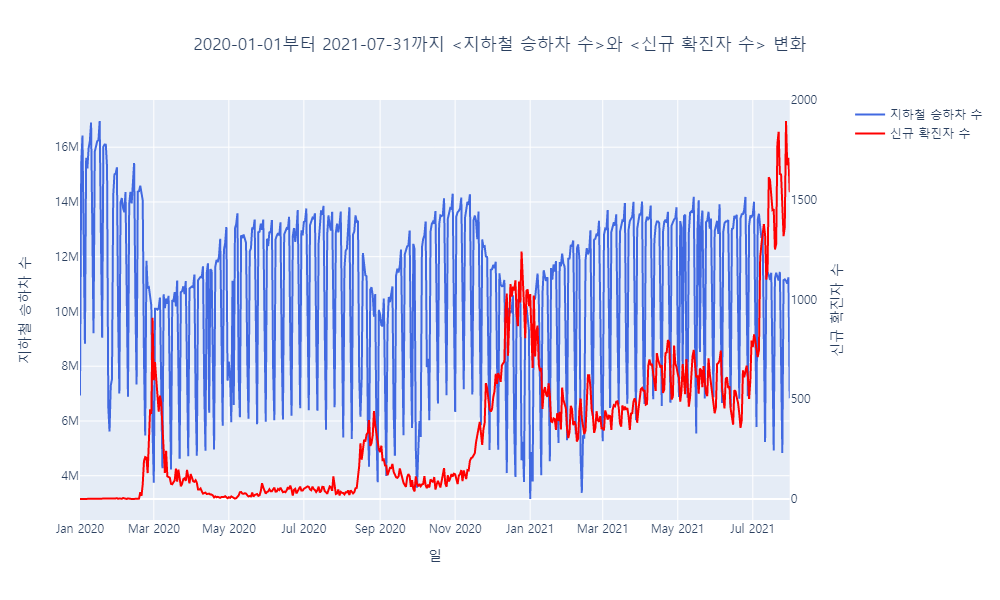 2020-01-01부터 2021-07-31까지 <지하철 승하차 수>와 <신규 확진자 수> 변화
지하철 승하차 수
신규 확진자 수
16M
14M
12M
10M
8M
6M
4M
지하철 승하차 수
2000
1500
1000
500
0
신규 확진자 수
Jan 2020
Mar 2020
May 2020
Jul 2020
Sep 2020
Nov 2020
Jan 2021
Mar 2021
May 2021
Jul 2021
일